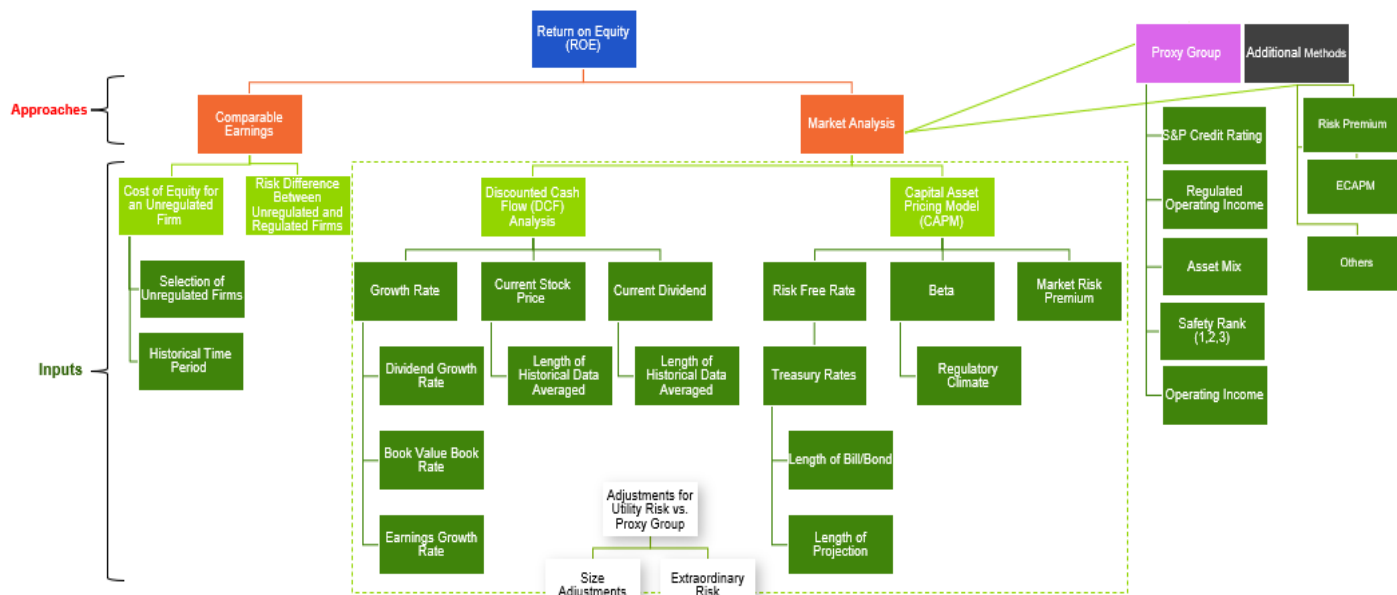 Return on Equity
(ROE)
Proxy Group
Additional Methods
Approaches
Comparable
Earnings
Market Analysis
S&P Credit Rating
Risk Premium
Inputs
Cost of Equity for
an Unregulated
Firm
Risk Difference
Between
Unregulated and
Regulated Firms
Discounted Cash
Flow (DCF)
Analysis
Capital Asset
Pricing Model
(CAPM)
Regulated
Operating Income
ECAPM
Selection of
Unregulated Firms
Growth Rate
Current Stock
Price
Current Dividend
Risk Free Rate
Beta
Market Risk
Premium
Asset Mix
Others
Historical Time
Period
Dividend Growth
Rate
Length of
Historical Data
Averaged
Length of
Historical Data
Averaged
Treasury Rates
Regulatory
Climate
Safety Rank
(1,2,3)
Operating Income
Book Value Book
Rate
Length of Bill/Bond
Adjustments for
Utility Risk vs.
Proxy Group
Earnings Growth
Rate
Length of
Projection
Size
Adjustments
Extraordinary
Risk